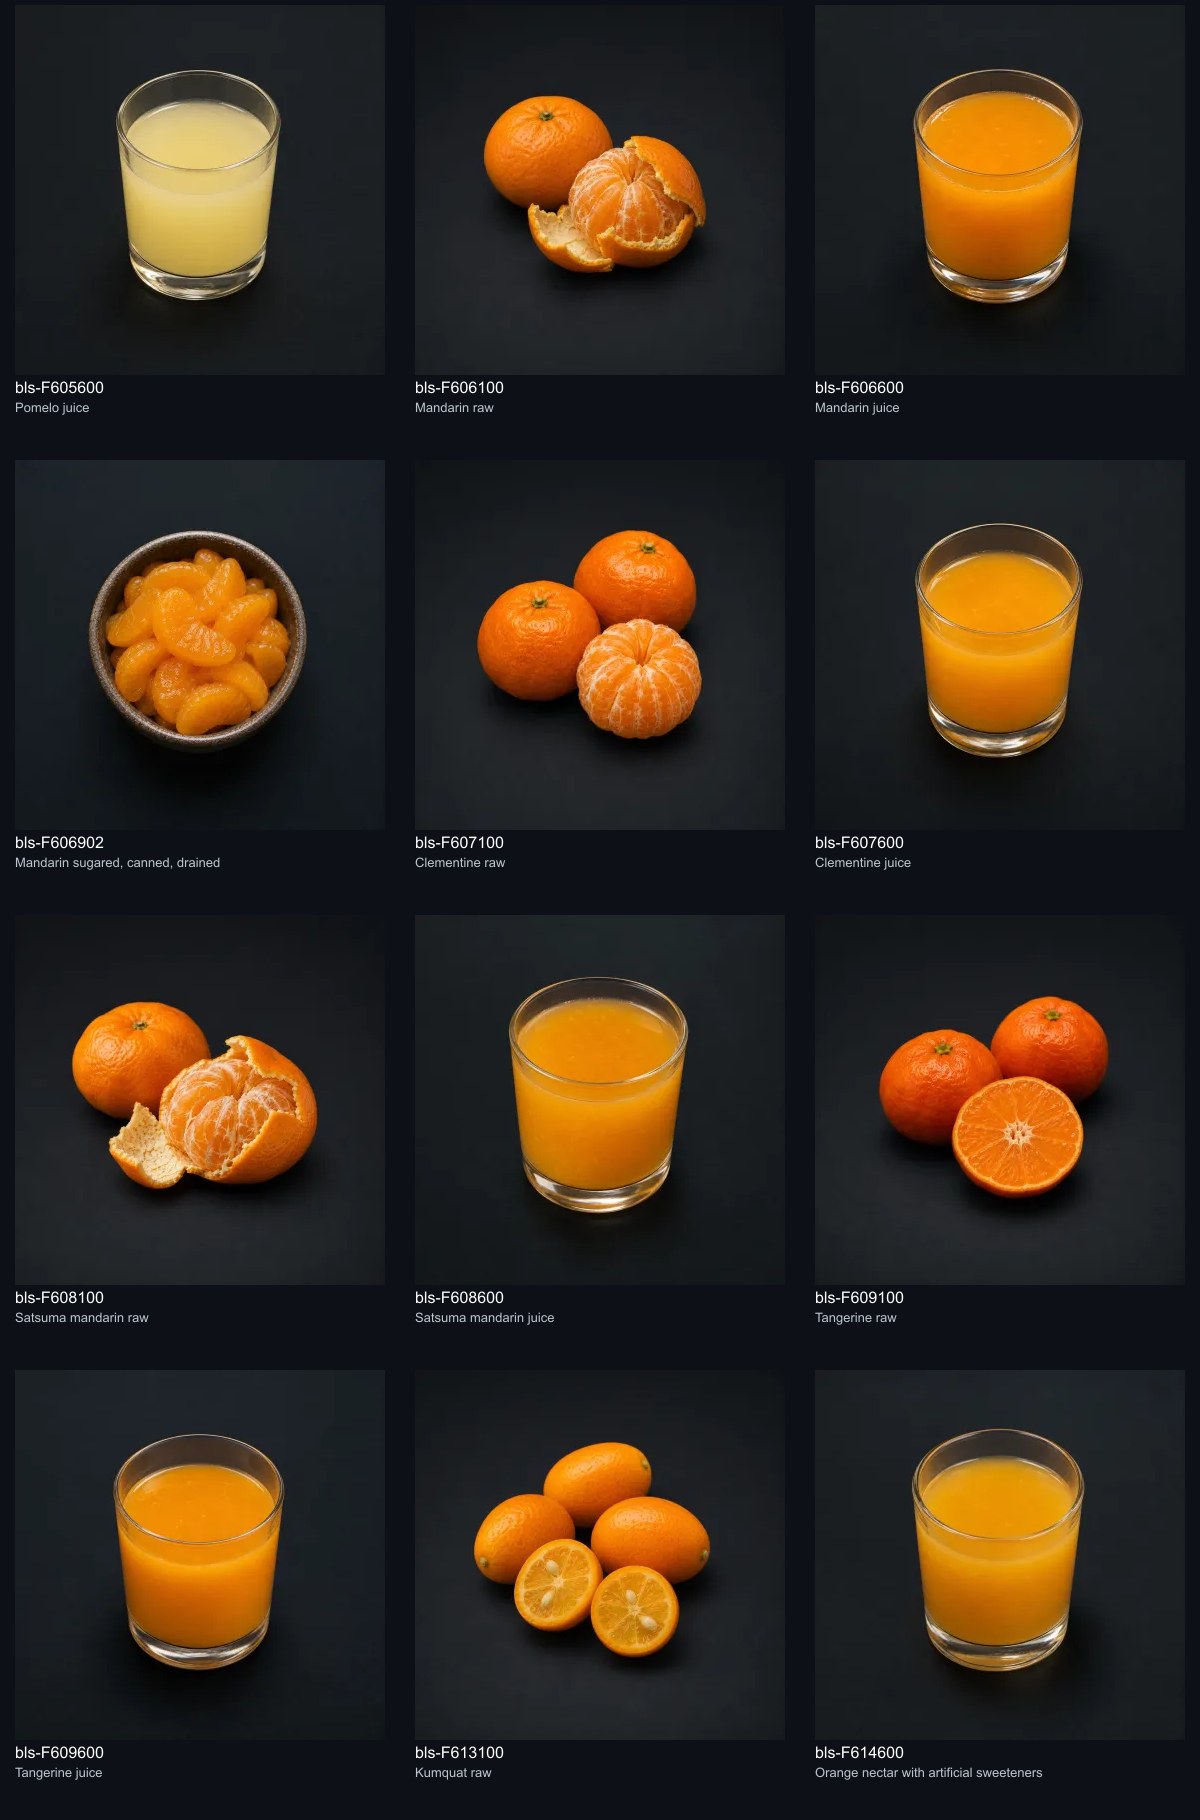 bls-F605600
Pomelo juice
bls-F606100
Mandarin raw
bls-F606600
Mandarin juice
bls-F606902
Mandarin sugared, canned, drained
bls-F607100
Clementine raw
bls-F607600
Clementine juice
bls-F608100
Satsuma mandarin raw
bls-F608600
Satsuma mandarin juice
bls-F609100
Tangerine raw
bls-F609600
Tangerine juice
bls-F613100
Kumquat raw
bls-F614600
Orange nectar with artificial sweeteners